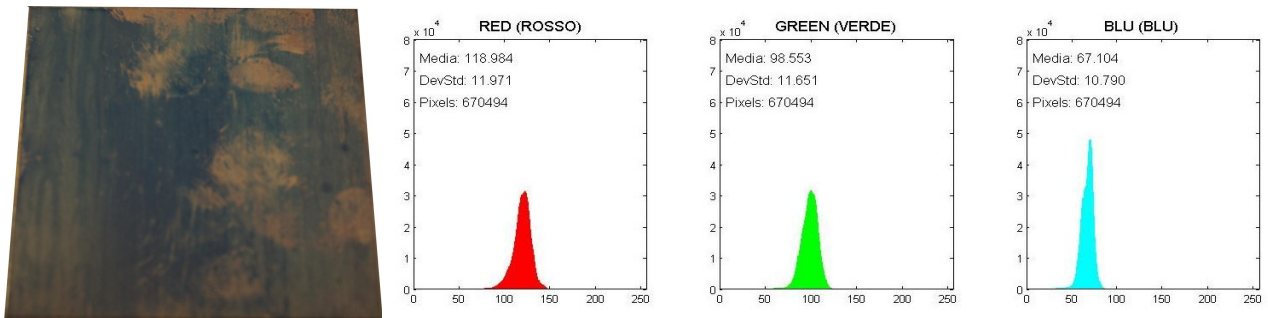 RED (ROSSO)
x 10 4
8
7
6
5
4
3
2
1
0
0 50 100 150 200 250
Media: 118.984
DevStd: 11.971
Pixels: 670494
GREEN (VERDE)
x 10 4
8
7
6
5
4
3
2
1
0
0 50 100 150 200 250
Media: 98.553
DevStd: 11.651
Pixels: 670494
BLU (BLU)
x 10 4
8
7
6
5
4
3
2
1
0
0 50 100 150 200 250
Media: 67.104
DevStd: 10.790
Pixels: 670494